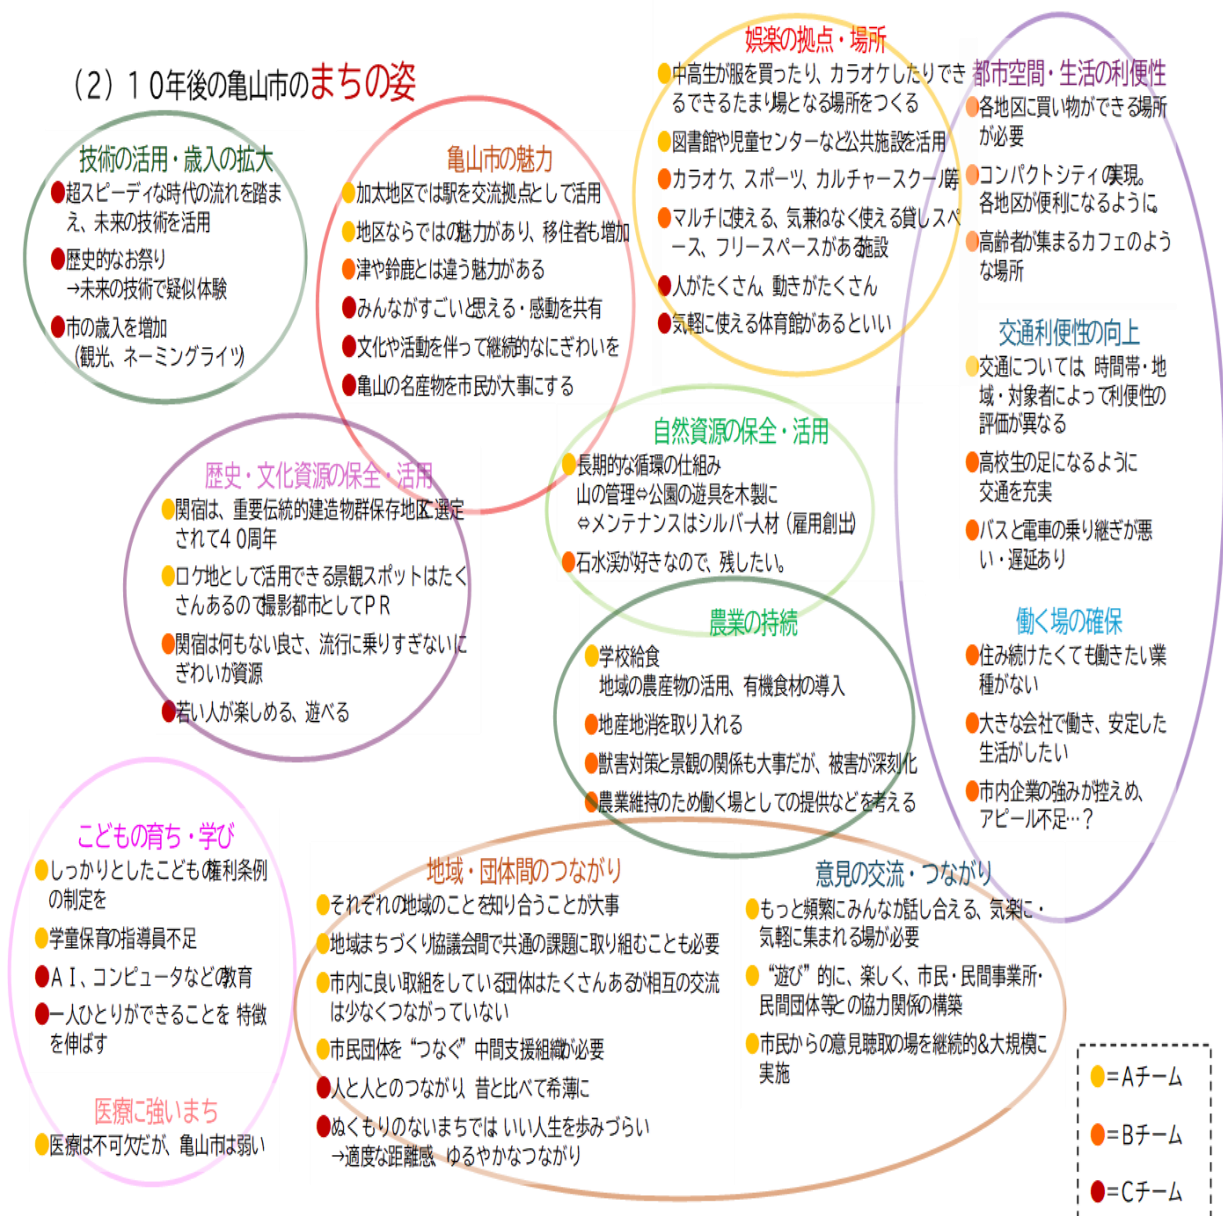 （2）１０年後の亀山市のまちの姿
技術の活用・歳入の拡大
●超スピーディな時代の流れを踏ま
え、未来の技術を活用
●歴史的なお祭り
→未来の技術で疑似体験
●市の歳入を増加
（観光、ネーミングライツ）
亀山市の魅力
●加太地区では駅を交流拠点として活用
●地区ならではの魅力があり、移住者も増加
●津や鈴鹿とは違う魅力がある
●みんながすごいと思える・感動を共有
●文化や活動を伴って継続的なにぎわいを
●亀山の名産物を市民が大事にする
娯楽の拠点・場所
●中高生が服を買ったり、カラオケしたりでき
るできるたまり場となる場所をつくる
●図書館や児童センターなど公共施設を活用
●カラオケ、スポーツ、カルチャースクール等
●マルチに使える、気兼ねなく使える貸しスペ
ース、フリースペースがある施設
●人がたくさん、動きがたくさん
●気軽に使える体育館があるといい
都市空間・生活の利便性
●各地区に買い物ができる場所
が必要
●コンパクトシティの実現。
各地区が便利になるように。
●高齢者が集まるカフェのよう
な場所
交通利便性の向上
●交通については、時間帯・地
域・対象者によって利便性の
評価が異なる
●高校生の足になるように
交通を充実
●バスと電車の乗り継ぎが悪
い・遅延あり
働く場の確保
●住み続けたくても働きたい業
種がない
●大きな会社で働き、安定した
生活がしたい
●市内企業の強みが控えめ、
アピール不足…？
歴史・文化資源の保全・活用
●関宿は、重要伝統的建造物群保存地区に選定
されて４０周年
●ロケ地として活用できる景観スポットはたく
さんあるので撮影都市としてＰＲ
●関宿は何もない良さ、流行に乗りすぎないに
ぎわいが資源
●若い人が楽しめる、遊べる
自然資源の保全・活用
●長期的な循環の仕組み
山の管理⇔公園の遊具を木製に
⇔メンテナンスはシルバー人材（雇用創出）
●石水渓が好きなので、残したい。
農業の持続
●学校給食
地域の農産物の活用、有機食材の導入
●地産地消を取り入れる
●獣害対策と景観の関係も大事だが、被害が深刻化
●農業維持のため働く場としての提供などを考える
こどもの育ち・学び
●しっかりとしたこどもの権利条例
の制定を
●学童保育の指導員不足
●ＡＩ、コンピュータなどの教育
●一人ひとりができることを、特徴
を伸ばす
医療に強いまち
●医療は不可欠だが、亀山市は弱い
地域・団体間のつながり
●それぞれの地域のことを知り合うことが大事
●地域まちづくり協議会間で共通の課題に取り組むことも必要
●市内に良い取組をしている団体はたくさんあるが相互の交流
は少なくつながっていない
●市民団体を“つなぐ”中間支援組織が必要
●人と人とのつながり、昔と比べて希薄に
●ぬくもりのないまちでは、いい人生を歩みづらい
→適度な距離感、ゆるやかなつながり
意見の交流・つながり
●もっと頻繁にみんなが話し合える、気楽に・
気軽に集まれる場が必要
●“遊び”的に、楽しく、市民・民間事業所・
民間団体等との協力関係の構築
●市民からの意見聴取の場を継続的&大規模に
実施
●＝Ａチーム
●＝Ｂチーム
●＝Ｃチーム